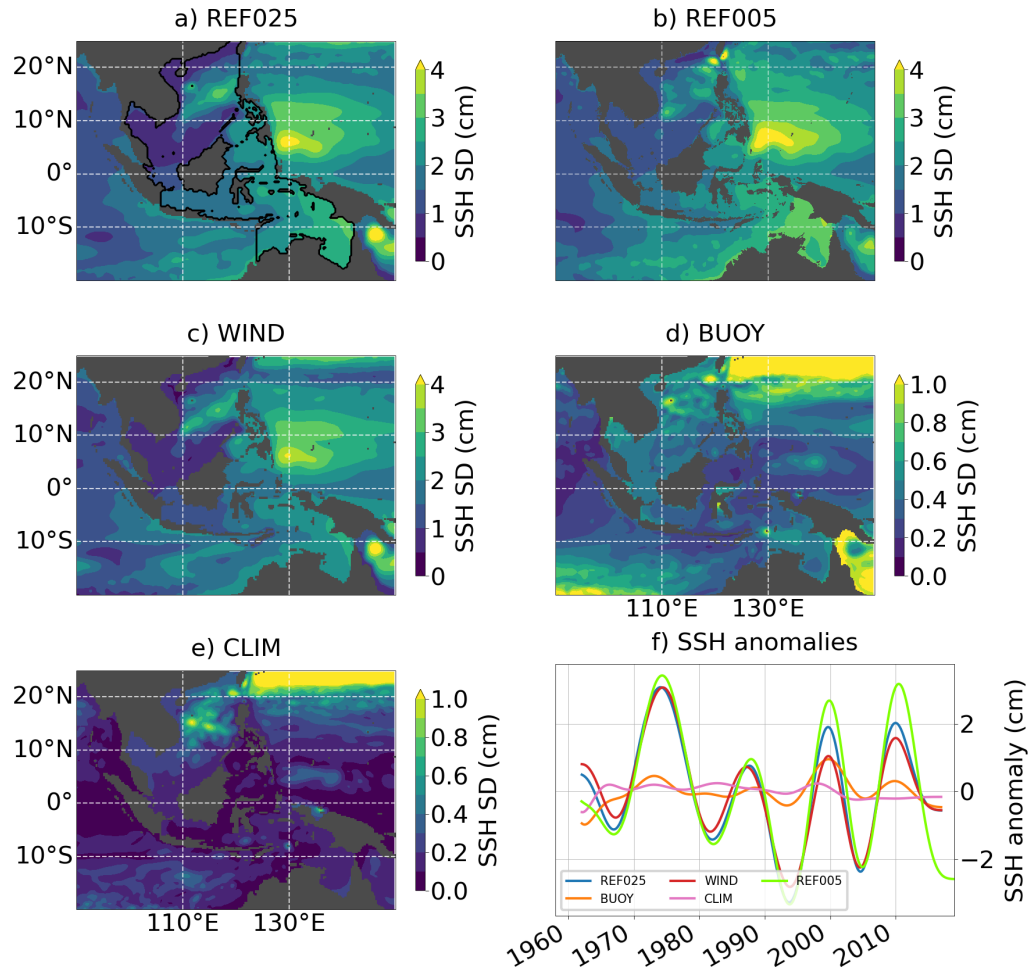 a) REF025
20°N
10°N
0°
10°S
4
3
2
1
0
SSH SD (cm)
b) REF005
4
3
2
1
0
SSH SD (cm)
c) WIND
20°N
10°N
0°
10°S
4
3
2
1
0
SSH SD (cm)
d) BUOY
110°E 130°E
1.0
0.8
0.6
0.4
0.2
0.0
SSH SD (cm)
e) CLIM
20°N
10°N
0°
10°S
110°E 130°E
1.0
0.8
0.6
0.4
0.2
0.0
SSH SD (cm)
f) SSH anomalies
2
0
−2
SSH anomaly (cm)
REF025 WIND REF005
BUOY CLIM
1960 1970 1980 1990 2000 2010